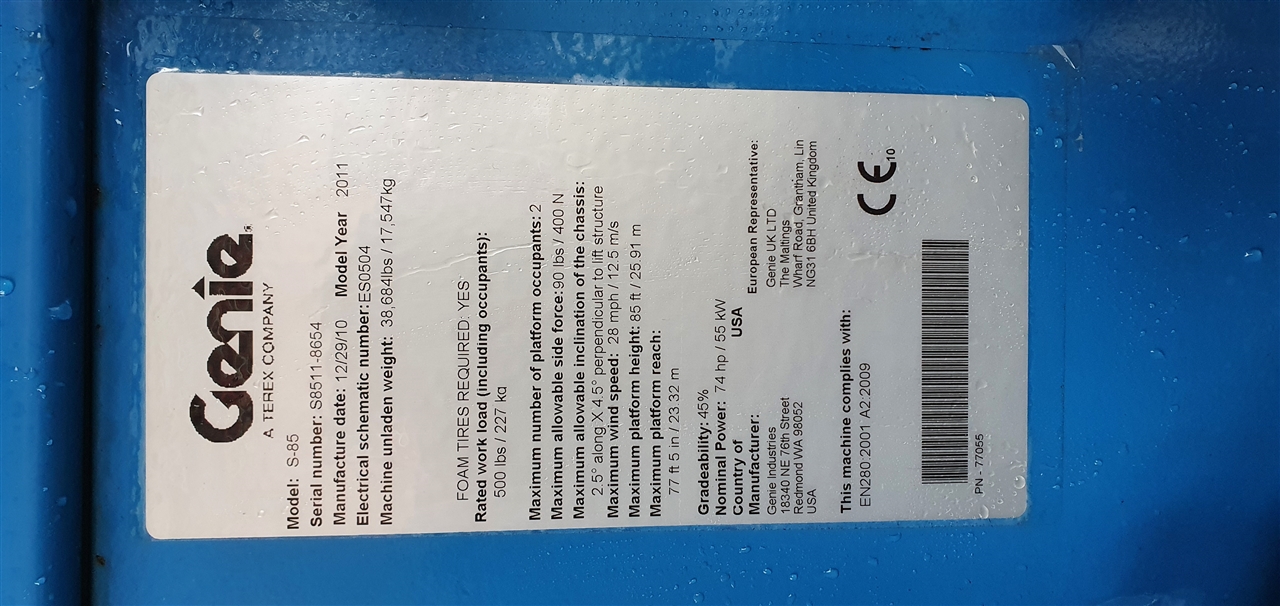 Genie
A TEREX COMPANY
Model: S-85
Serial number: S8511-8654
Manufacture date: 12/29/10 Model Year 2011
Electrical schematic number: ES0504
Machine unladen weight: 38,684lbs / 17,547kg
FOAM TIRES REQUIRED: YES
Rated work load (including occupants):
500 lbs / 227 kg
Maximum number of platform occupants: 2
Maximum allowable side force: 90 lbs / 400 N
Maximum allowable inclination of the chassis:
2.5° along X 4.5° perpendicular to lift structure
Maximum wind speed: 28 mph / 12.5 m/s
Maximum platform height: 85 ft / 25.91 m
Maximum platform reach:
77 ft 5 in / 23.32 m
Gradeability: 45%
Nominal Power: 74 hp / 55 kW
Country of USA
Manufacturer:
Genie Industries
18340 NE 76th Street
Redmond WA 98052
USA
European Representative:
Genie UK LTD
The Maltings
Wharf Road, Grantham, Lin
NG31 6BH United Kingdom
This machine complies with:
EN280:2001 A2:2009
CE 10
PN - 77055